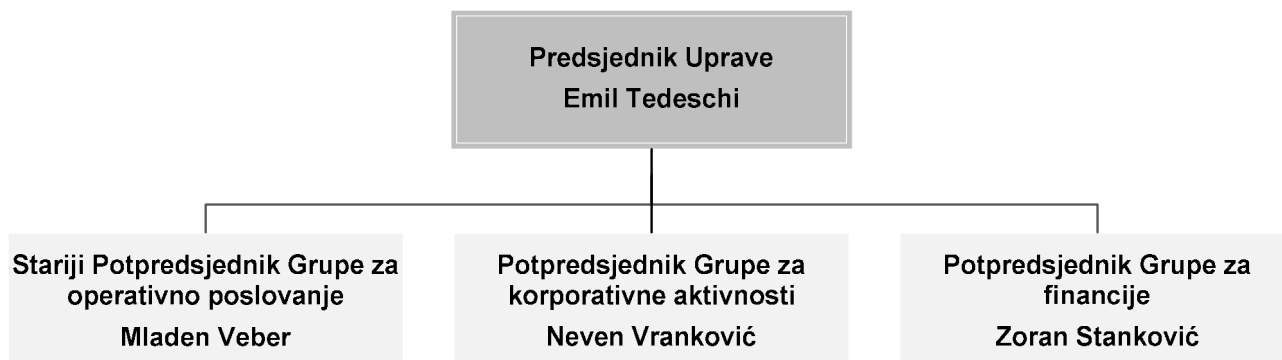 Predsjednik Uprave
Emil Tedeschi
Stariji Potpredsjednik Grupe za
operativno poslovanje
Mladen Veber
Potpredsjednik Grupe za
korporativne aktivnosti
Neven Vranković
Potpredsjednik Grupe za
financije
Zoran Stanković